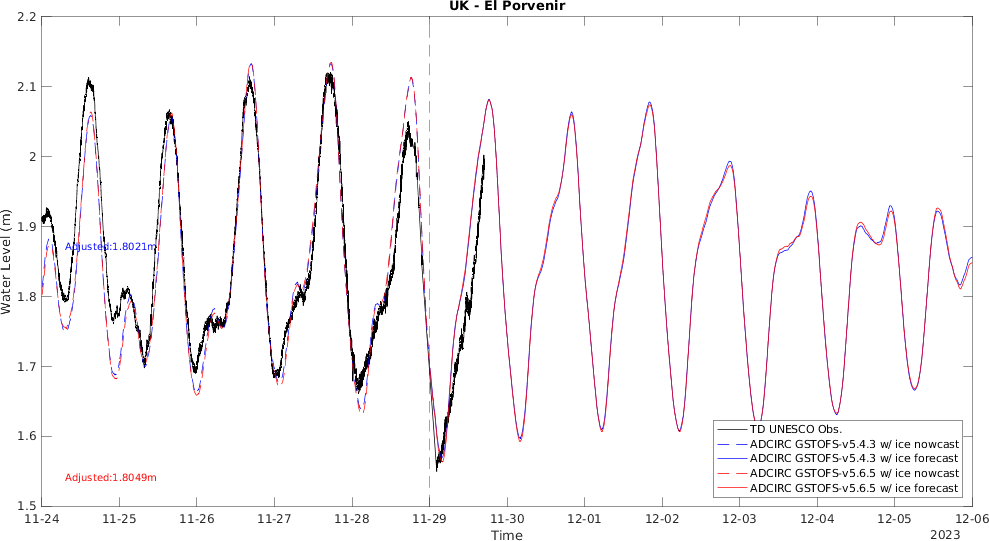 UK - El Porvenir
2.2
2.1
2
1.9
1.8
1.7
1.6
1.5
Water Level (m)
Adjusted:1.8021m
Adjusted:1.8049m
TD UNESCO Obs.
ADCIRC GSTOFS-v5.4.3 w/ ice nowcast
ADCIRC GSTOFS-v5.4.3 w/ ice forecast
ADCIRC GSTOFS-v5.6.5 w/ ice nowcast
ADCIRC GSTOFS-v5.6.5 w/ ice forecast
11-24 11-25 11-26 11-27 11-28 11-29 11-30 12-01 12-02 12-03 12-04 12-05 12-06
Time
2023